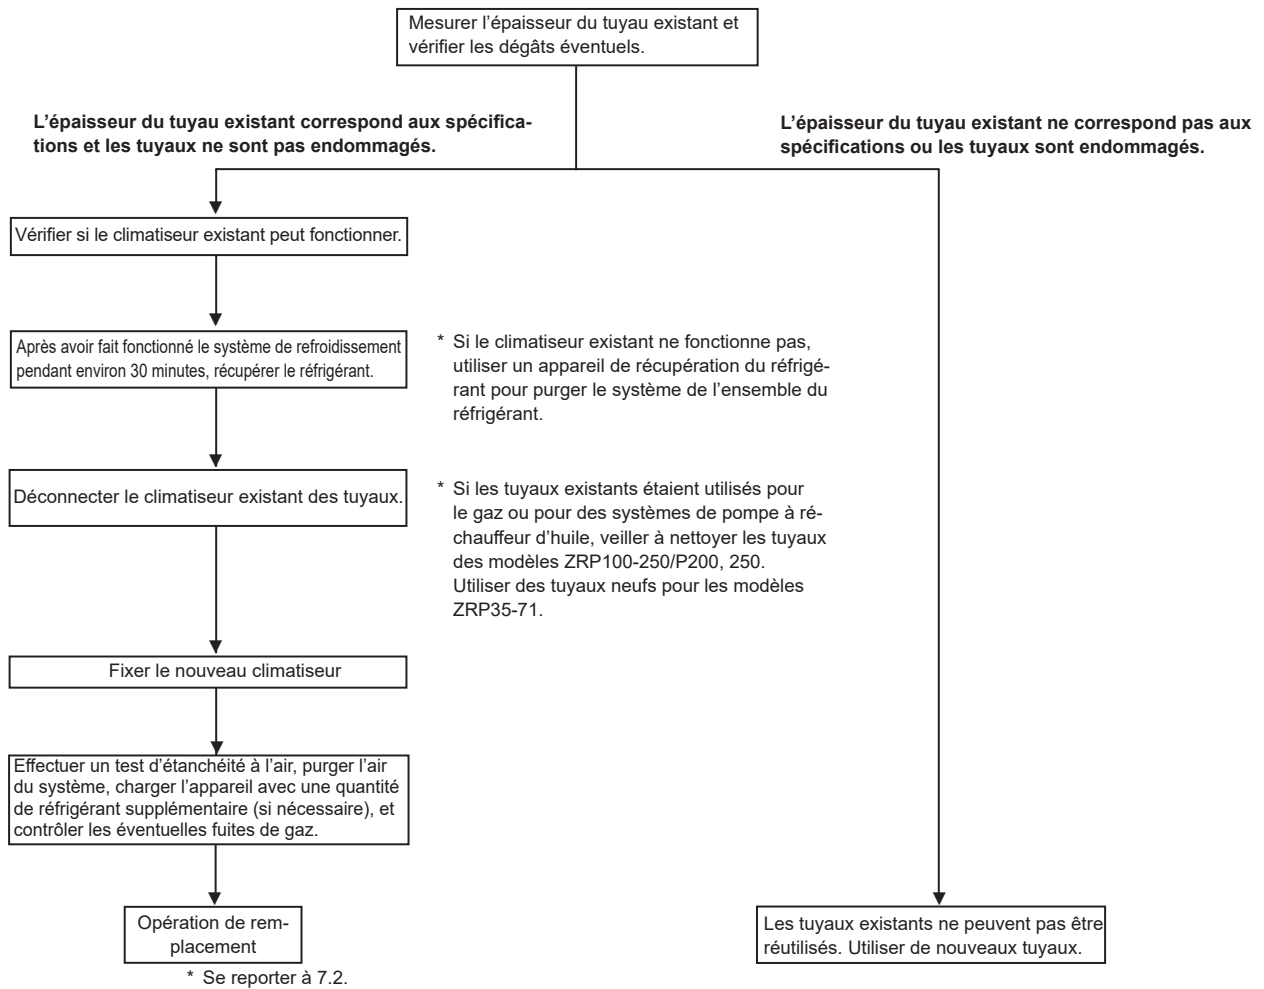 Mesurer l’épaisseur du tuyau existant et
vérifier les dégâts éventuels.
L’épaisseur du tuyau existant correspond aux spécifica-
tions et les tuyaux ne sont pas endommagés.
L’épaisseur du tuyau existant ne correspond pas aux
spécifications ou les tuyaux sont endommagés.
Vérifier si le climatiseur existant peut fonctionner.
Après avoir fait fonctionné le système de refroidissement
pendant environ 30 minutes, récupérer le réfrigérant.
* Si le climatiseur existant ne fonctionne pas,
utiliser un appareil de récupération du réfrigé-
rant pour purger le système de l’ensemble du
réfrigérant.
Déconnecter le climatiseur existant des tuyaux.
* Si les tuyaux existants étaient utilisés pour
le gaz ou pour des systèmes de pompe à ré-
chauffeur d’huile, veiller à nettoyer les tuyaux
des modèles ZRP100-250/P200, 250.
Utiliser des tuyaux neufs pour les modèles
ZRP35-71.
Fixer le nouveau climatiseur
Effectuer un test d’étanchéité à l’air, purger l’air
du système, charger l’appareil avec une quantité
de réfrigérant supplémentaire (si nécessaire), et
contrôler les éventuelles fuites de gaz.
Opération de rem-
placement
* Se reporter à 7.2.
Les tuyaux existants ne peuvent pas être
réutilisés. Utiliser de nouveaux tuyaux.